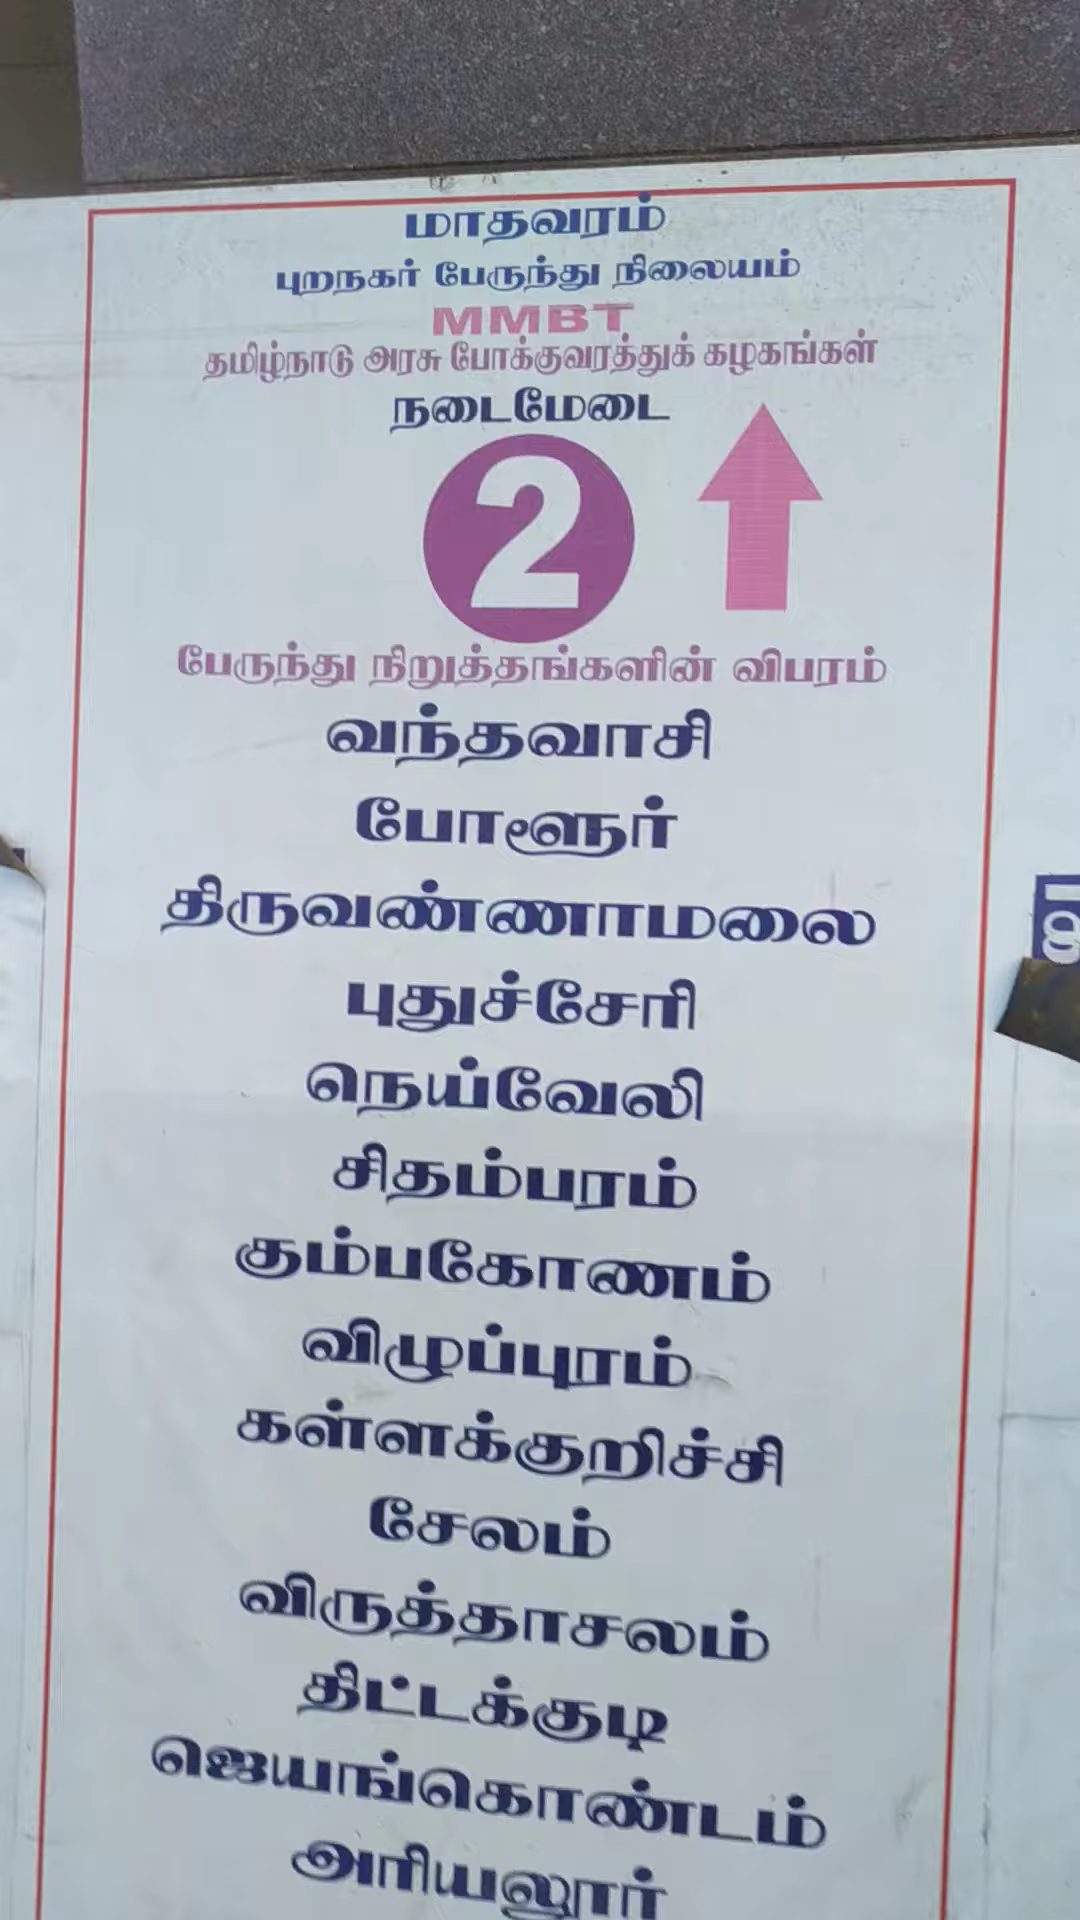 மாதவரம்
புறநகர் பேருந்து நிலையம்
MMBT
தமிழ்நாடு அரசு போக்குவரத்துக் கழகங்கள்
நடைமேடை
2
பேருந்து நிறுத்தங்களின் விபரம்
வந்தவாசி
போளூர்
திருவண்ணாமலை
புதுச்சேரி
நெய்வேலி
சிதம்பரம்
கும்பகோணம்
விழுப்புரம்
கள்ளக்குறிச்சி
சேலம்
விருத்தாசலம்
திட்டக்குடி
ஜெயங்கொண்டம்
அரியலூர்